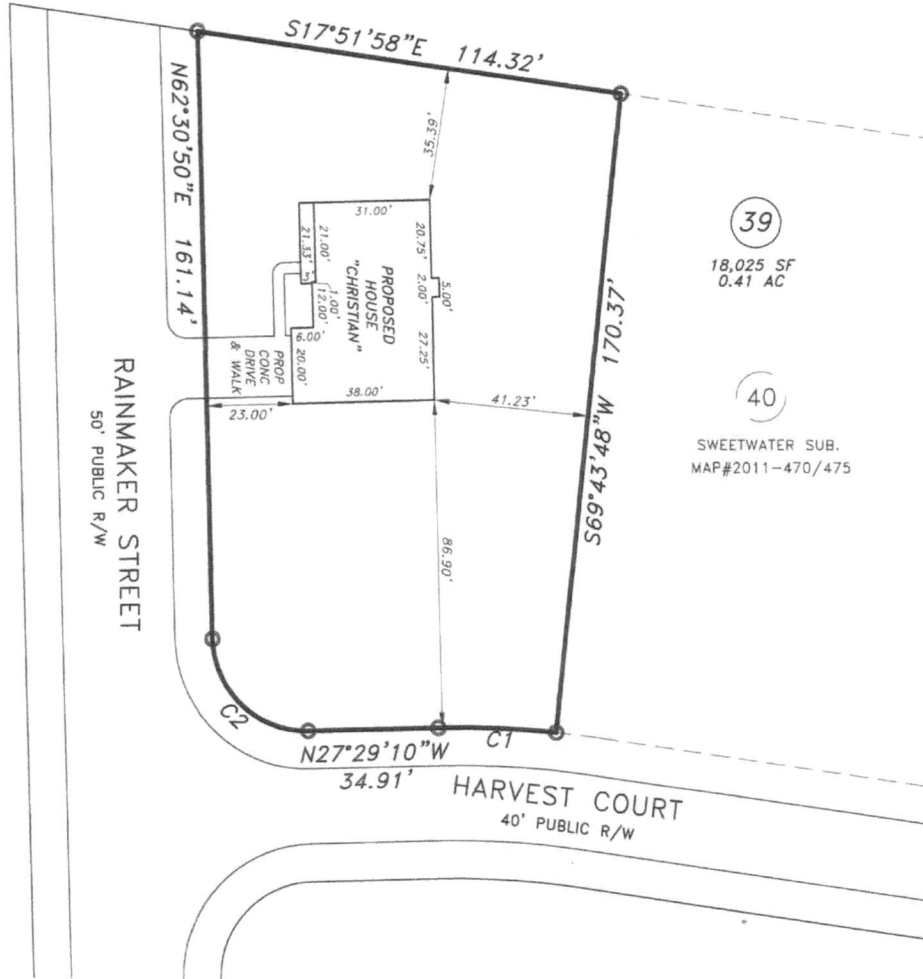 S17°51'58"E 114.32'
N62°30'50"E 161.14'
35.39'
39
18,025 SF
0.41 AC
31.00'
21.33'
21.00'
20.75'
5.00'
2.00'
27.25'
PROPOSED
HOUSE
"CHRISTIAN"
1.00'
12.00'
6.00'
20.00'
38.00'
PROP
CONC
DRIVE
& WALK
23.00'
41.23'
S69°43'48"W 170.37'
40
SWEETWATER SUB.
MAP#2011-470/475
RAINMAKER STREET
50' PUBLIC R/W
86.90'
C2
N27°29'10"W
34.91'
C1
HARVEST COURT
40' PUBLIC R/W